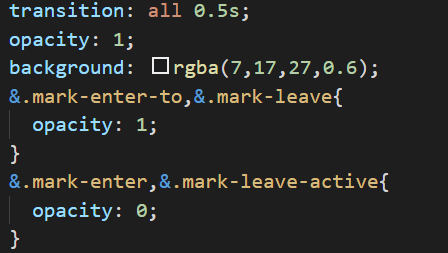 transition: all 0.5s;
opacity: 1;
background: rgba(7,17,27,0.6);
&.mark-enter-to,&.mark-leave{
  opacity: 1;
}
&.mark-enter,&.mark-leave-active{
  opacity: 0;
}